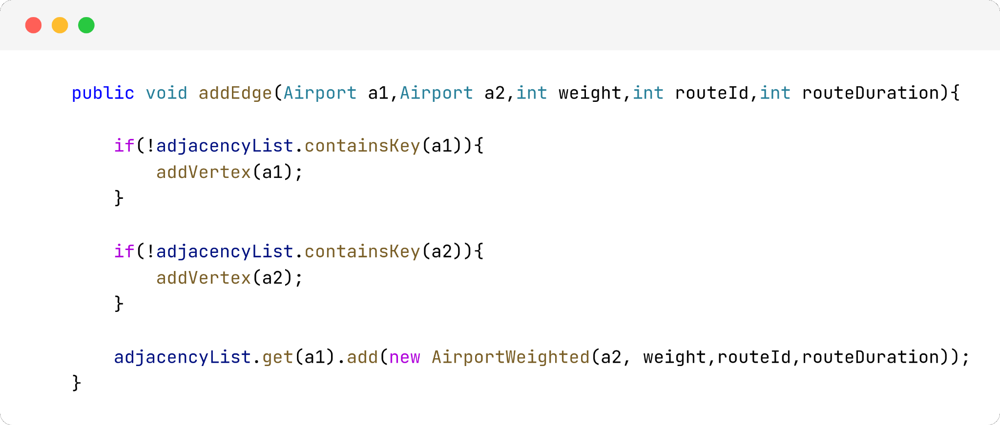 public void addEdge(Airport a1,Airport a2,int weight,int routeId,int routeDuration){
if(!adjacencyList.containsKey(a1)){
addVertex(a1);
}
if(!adjacencyList.containsKey(a2)){
addVertex(a2);
}
adjacencyList.get(a1).add(new AirportWeighted(a2, weight,routeId,routeDuration));
}